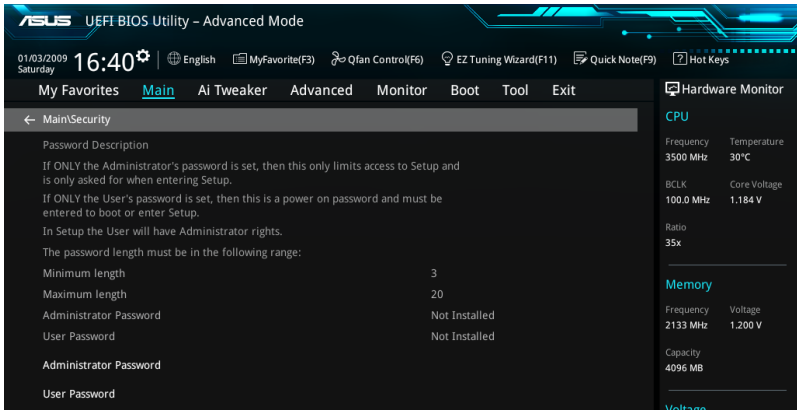 ASUS UEFI BIOS Utility – Advanced Mode
01/03/2009
Saturday
16:40
English
MyFavorite(F3)
Qfan Control(F6)
EZ Tuning Wizard(F11)
Quick Note(F9)
? Hot Keys
My Favorites Main Ai Tweaker Advanced Monitor Boot Tool Exit
← Main\Security
Password Description
If ONLY the Administrator's password is set, then this only limits access to Setup and
is only asked for when entering Setup.
If ONLY the User's password is set, then this is a power on password and must be
entered to boot or enter Setup.
In Setup the User will have Administrator rights.
The password length must be in the following range:
Minimum length 3
Maximum length 20
Administrator Password Not Installed
User Password Not Installed
Administrator Password
User Password
Hardware Monitor
CPU
Frequency Temperature
3500 MHz 30°C
BCLK Core Voltage
100.0 MHz 1.184 V
Ratio
35x
Memory
Frequency Voltage
2133 MHz 1.200 V
Capacity
4096 MB
Voltage